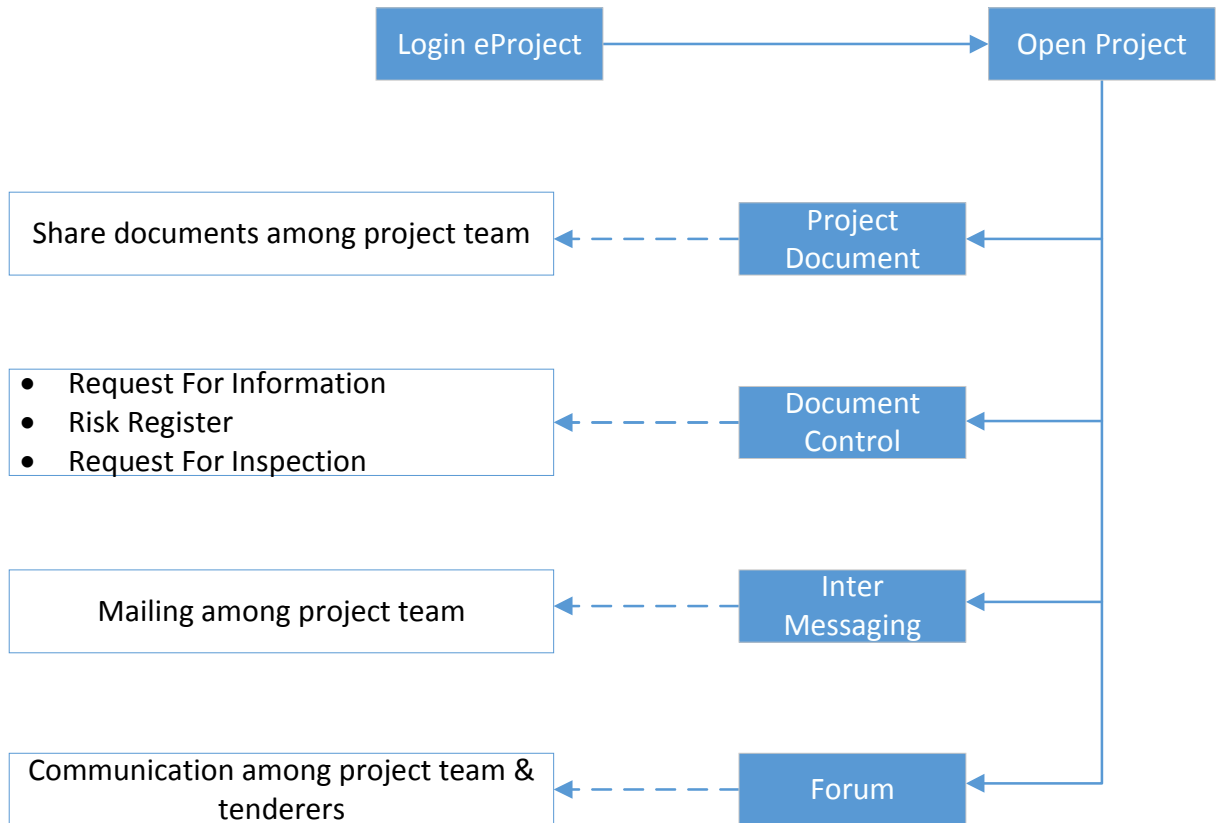 Login eProject
Open Project
Share documents among project team
Project
Document
• Request For Information
• Risk Register
• Request For Inspection
Document
Control
Mailing among project team
Inter
Messaging
Communication among project team &
tenderers
Forum